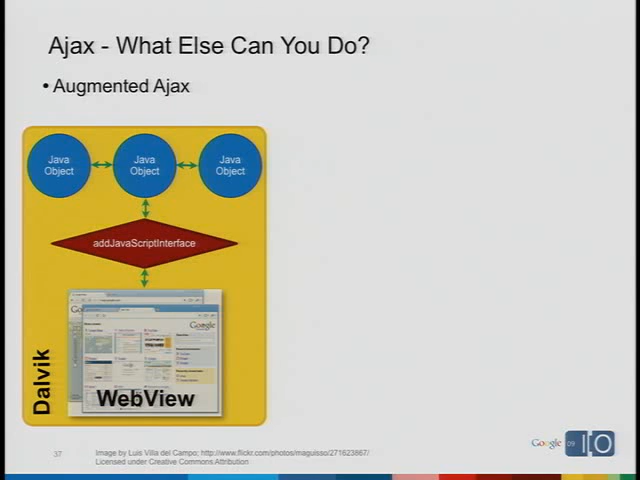 Ajax - What Else Can You Do?
• Augmented Ajax
Java
Object
Java
Object
Java
Object
addJavaScriptInterface
Google
WebView
Dalvik
37
Image by Luis Villa del Campo; http://www.flickr.com/photos/maguisso/271623867/
Licensed under Creative Commons Attribution
Google 09 IO